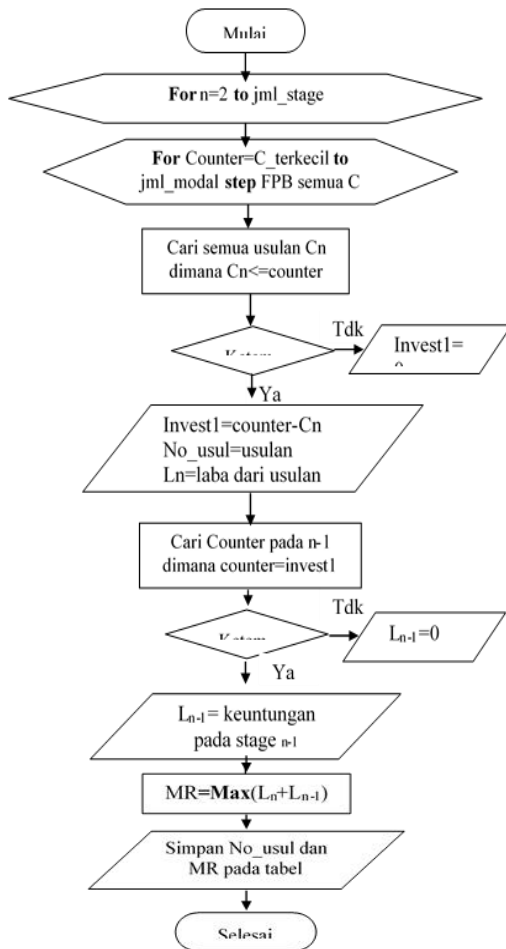 Mulai
For n=2 to jml_stage
For Counter=C_terkecil to
jml_modal step FPB semua C
Cari semua usulan Cn
dimana Cn<=counter
Tdk
Invest1=
Ya
Invest1=counter-Cn
No_usul=usulan
Ln=laba dari usulan
Cari Counter pada n-1
dimana counter=invest1
Tdk
Lₙ₋₁=0
Ya
Lₙ₋₁= keuntungan
pada stage ₙ₋₁
MR=Max(Lₙ+Lₙ₋₁)
Simpan No_usul dan
MR pada tabel
Selesai